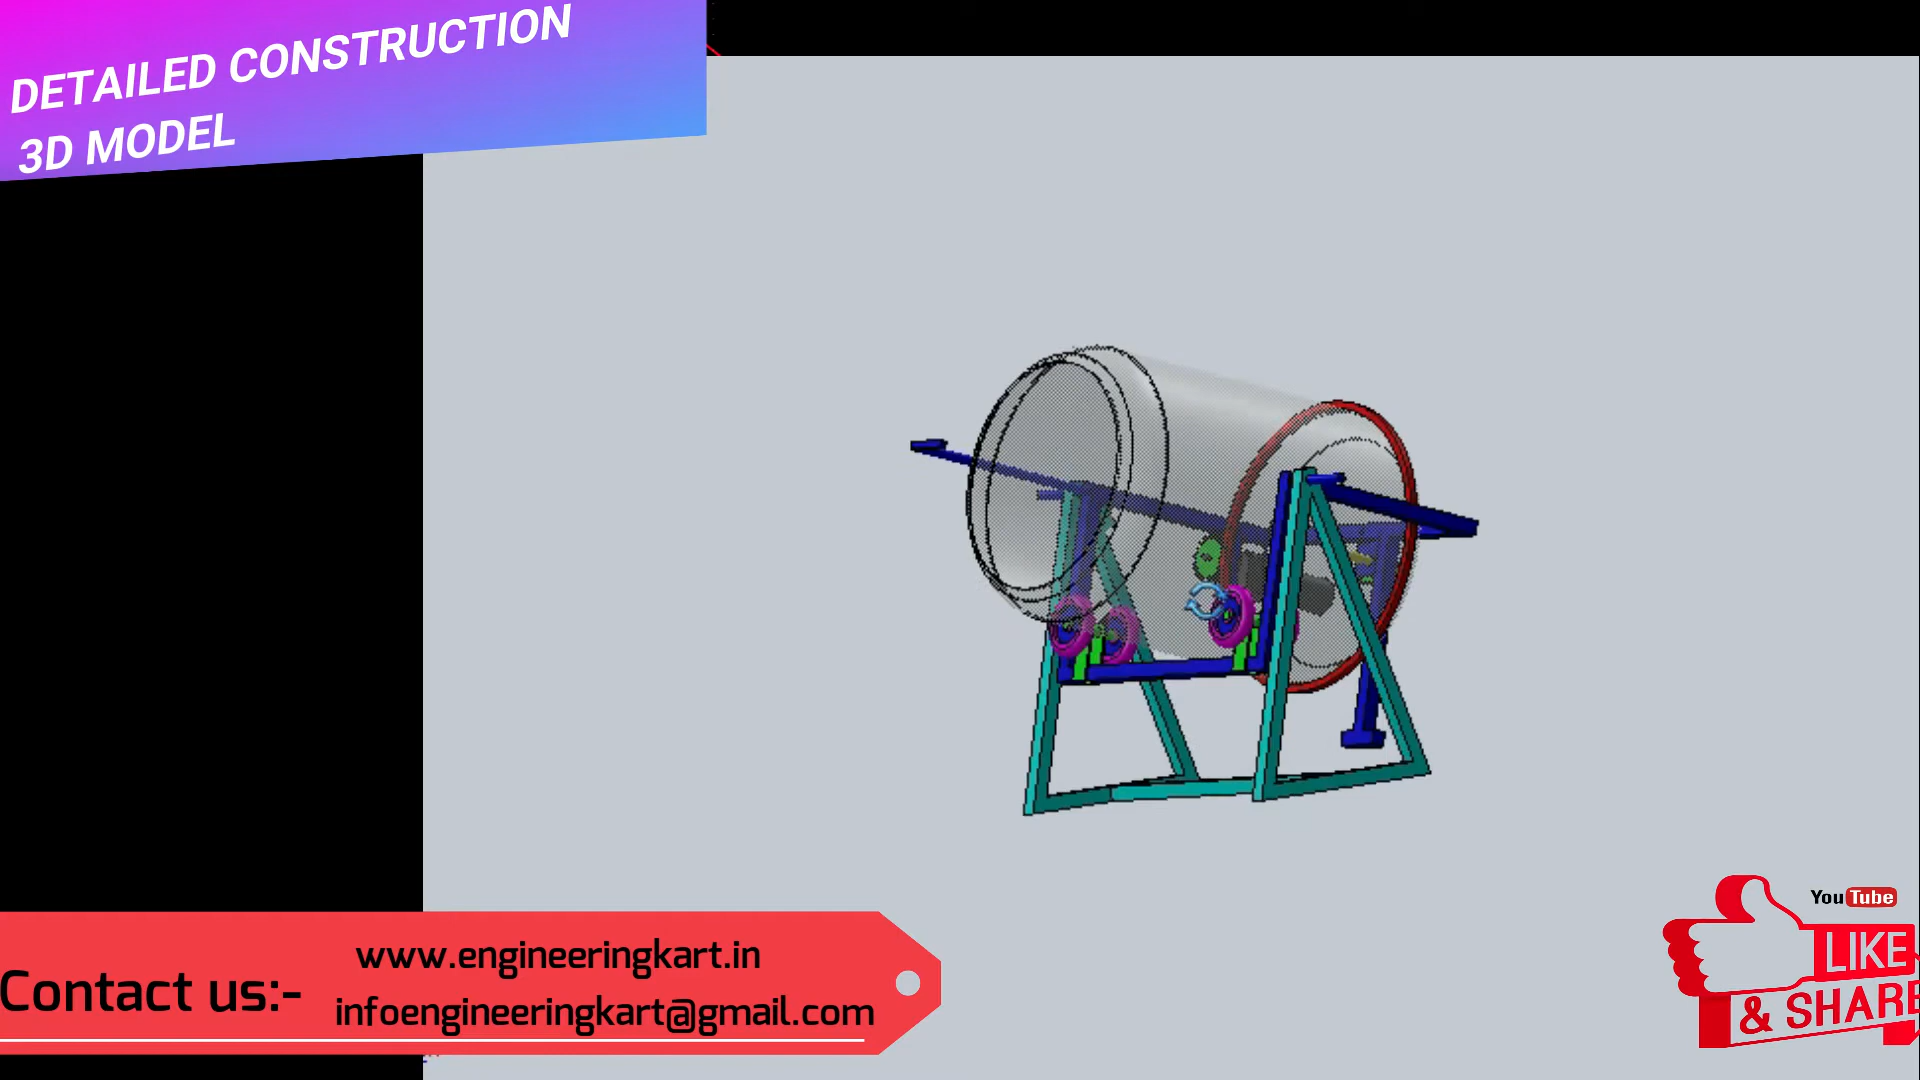 DETAILED CONSTRUCTION
3D MODEL
Contact us:-
www.engineeringkart.in
infoengineeringkart@gmail.com
YouTube
LIKE
& SHARE